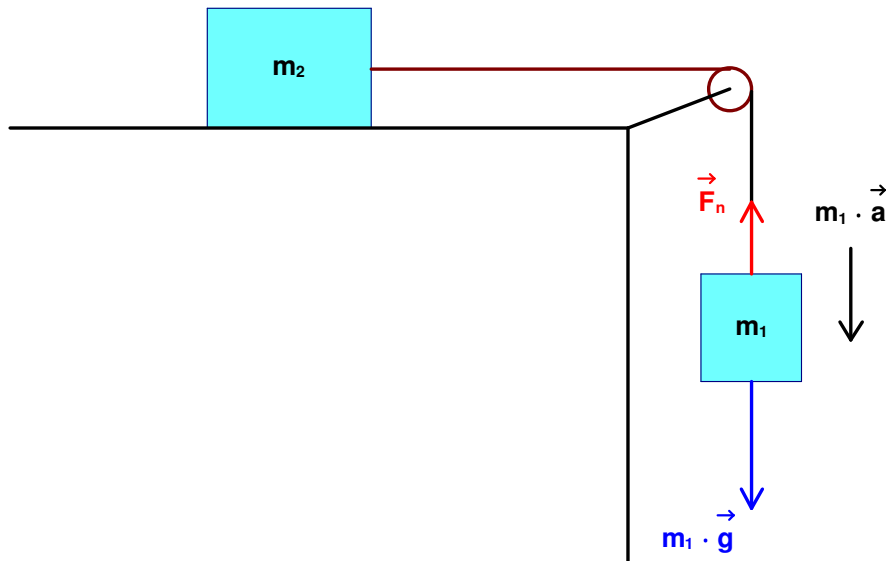 m₂
F⃗ₙ
m₁ · a⃗
m₁
m₁ · g⃗